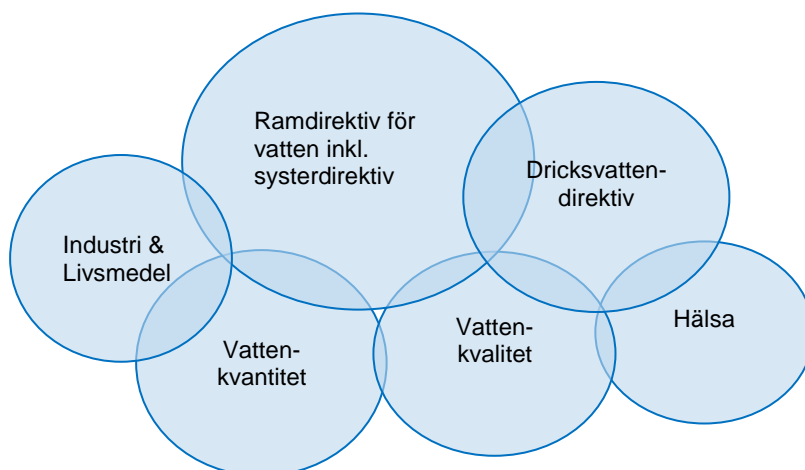 Ramdirektiv för
vatten inkl.
systerdirektiv
Dricksvatten-
direktiv
Industri &
Livsmedel
Vatten-
kvantitet
Vatten-
kvalitet
Hälsa